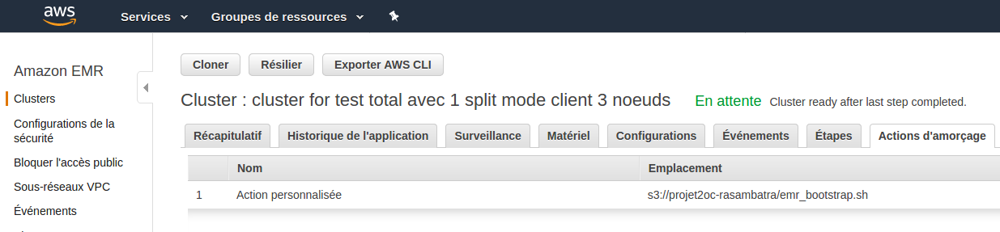 aws Services Groupes de ressources
Cloner Résilier Exporter AWS CLI
Amazon EMR
Clusters
Configurations de la
sécurité
Bloquer l'accès public
Sous-réseaux VPC
Événements
Cluster : cluster for test total avec 1 split mode client 3 noeuds En attente Cluster ready after last step completed.
Récapitulatif Historique de l'application Surveillance Matériel Configurations Événements Étapes Actions d'amorçage
Nom Emplacement
1 Action personnalisée s3://projet2oc-rasambatra/emr_bootstrap.sh